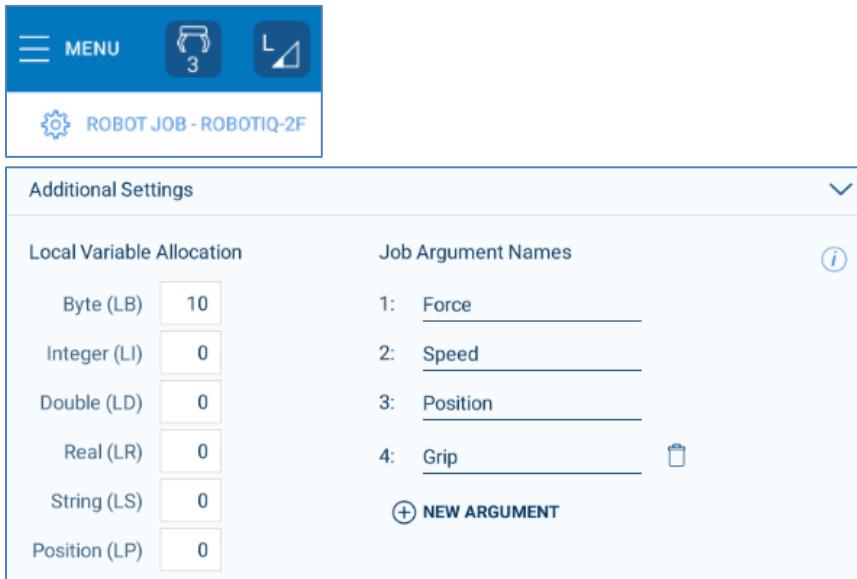 MENU
3
L
ROBOT JOB - ROBOTIQ-2F
Additional Settings
Local Variable Allocation
Job Argument Names
i
Byte (LB) 10
1: Force
Integer (LI) 0
2: Speed
Double (LD) 0
3: Position
Real (LR) 0
4: Grip
String (LS) 0
NEW ARGUMENT
Position (LP) 0